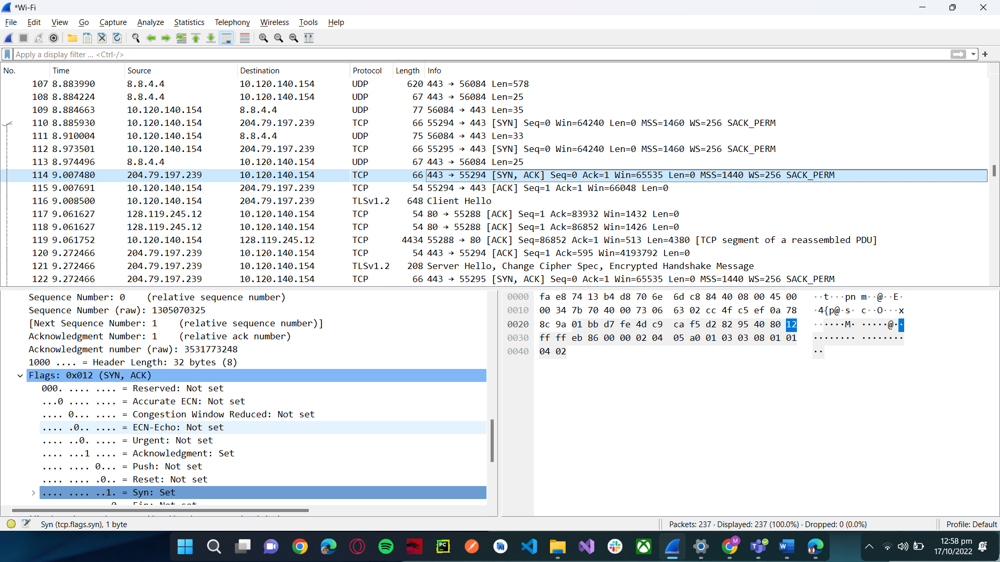 *Wi-Fi
File Edit View Go Capture Analyze Statistics Telephony Wireless Tools Help
Apply a display filter ... <Ctrl-/>
No. Time Source Destination Protocol Length Info
107 8.883990 8.8.4.4 10.120.140.154 UDP 620 443 → 56084 Len=578
108 8.884224 8.8.4.4 10.120.140.154 UDP 67 443 → 56084 Len=25
109 8.884663 10.120.140.154 8.8.4.4 UDP 77 56084 → 443 Len=35
110 8.885930 10.120.140.154 204.79.197.239 TCP 66 55294 → 443 [SYN] Seq=0 Win=64240 Len=0 MSS=1460 WS=256 SACK_PERM
111 8.910004 10.120.140.154 8.8.4.4 UDP 75 56084 → 443 Len=33
112 8.973501 10.120.140.154 204.79.197.239 TCP 66 55295 → 443 [SYN] Seq=0 Win=64240 Len=0 MSS=1460 WS=256 SACK_PERM
113 8.974496 8.8.4.4 10.120.140.154 UDP 67 443 → 56084 Len=25
114 9.007480 204.79.197.239 10.120.140.154 TCP 66 443 → 55294 [SYN, ACK] Seq=0 Ack=1 Win=65535 Len=0 MSS=1440 WS=256 SACK_PERM
115 9.007691 10.120.140.154 204.79.197.239 TCP 54 55294 → 443 [ACK] Seq=1 Ack=1 Win=66048 Len=0
116 9.008500 10.120.140.154 204.79.197.239 TLSv1.2 648 Client Hello
117 9.061627 128.119.245.12 10.120.140.154 TCP 54 80 → 55288 [ACK] Seq=1 Ack=83932 Win=1432 Len=0
118 9.061627 128.119.245.12 10.120.140.154 TCP 54 80 → 55288 [ACK] Seq=1 Ack=86852 Win=1426 Len=0
119 9.061752 10.120.140.154 128.119.245.12 TCP 4434 55288 → 80 [ACK] Seq=86852 Ack=1 Win=513 Len=4380 [TCP segment of a reassembled PDU]
120 9.272466 204.79.197.239 10.120.140.154 TCP 54 443 → 55294 [ACK] Seq=1 Ack=595 Win=4193792 Len=0
121 9.272466 204.79.197.239 10.120.140.154 TLSv1.2 208 Server Hello, Change Cipher Spec, Encrypted Handshake Message
122 9.272466 204.79.197.239 10.120.140.154 TCP 66 443 → 55295 [SYN, ACK] Seq=0 Ack=1 Win=65535 Len=0 MSS=1440 WS=256 SACK_PERM
Sequence Number: 0 (relative sequence number)
Sequence Number (raw): 1305070325
[Next Sequence Number: 1 (relative sequence number)]
Acknowledgment Number: 1 (relative ack number)
Acknowledgment number (raw): 3531773248
1000 .... = Header Length: 32 bytes (8)
Flags: 0x012 (SYN, ACK)
000. .... .... = Reserved: Not set
...0 .... .... = Accurate ECN: Not set
.... 0... .... = Congestion Window Reduced: Not set
.... .0.. .... = ECN-Echo: Not set
.... ..0. .... = Urgent: Not set
.... ...1 .... = Acknowledgment: Set
.... .... 0... = Push: Not set
.... .... .0.. = Reset: Not set
.... .... ..1. = Syn: Set
0000 fa e8 74 13 b4 d8 70 6e 6d c8 84 40 08 00 45 00 ··t···pn m··@··E·
0010 00 34 7b 70 40 00 73 06 63 02 cc 4f c5 ef 0a 78 ·4{p@·s· c··O···x
0020 8c 9a 01 bb d7 fe 4d c9 ca f5 d2 82 95 40 80 12 ······M· ·····@··
0030 ff ff eb 86 00 00 02 04 05 a0 01 03 03 08 01 01 ········ ········
0040 04 02 ··
Syn (tcp.flags.syn), 1 byte
Packets: 237 · Displayed: 237 (100.0%) · Dropped: 0 (0.0%)
Profile: Default
PC
M
12:58 pm
17/10/2022